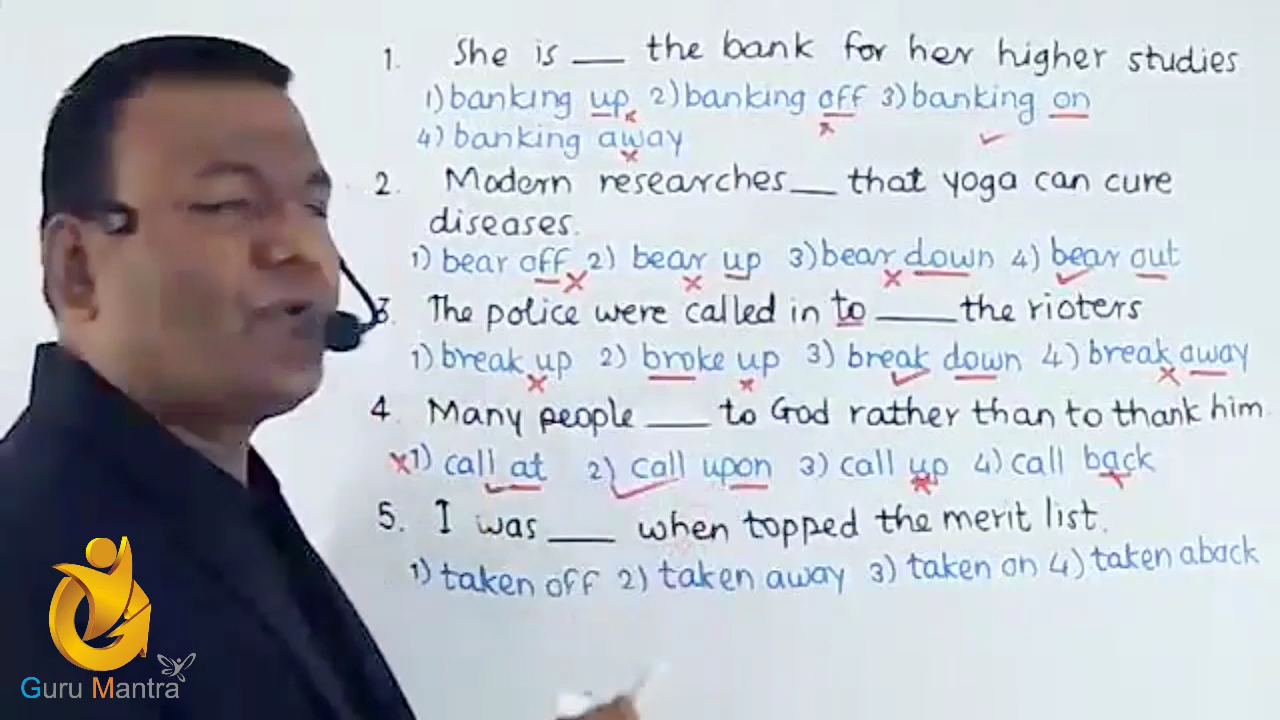 1. She is ___ the bank for her higher studies
1) banking up 2) banking off 3) banking on
4) banking away
2. Modern researches ___ that yoga can cure
diseases.
1) bear off 2) bear up 3) bear down 4) bear out
3. The police were called in to ____ the rioters
1) break up 2) broke up 3) break down 4) break away
4. Many people ___ to God rather than to thank him
1) call at 2) call upon 3) call up 4) call back
5. I was ___ when topped the merit list.
1) taken off 2) taken away 3) taken on 4) taken aback
Guru Mantra